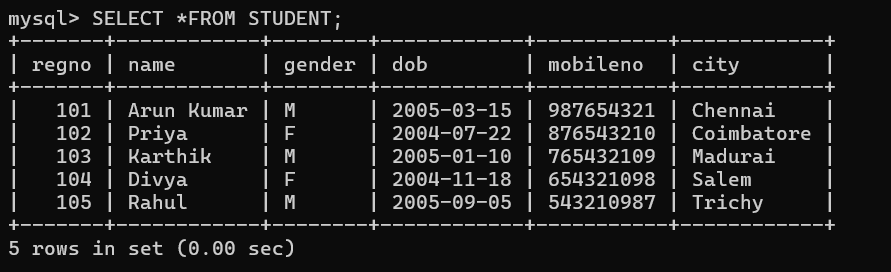 mysql> SELECT *FROM STUDENT;
+-------+------------+--------+------------+-----------+------------+
| regno | name       | gender | dob        | mobileno  | city       |
+-------+------------+--------+------------+-----------+------------+
|   101 | Arun Kumar | M      | 2005-03-15 | 987654321 | Chennai    |
|   102 | Priya      | F      | 2004-07-22 | 876543210 | Coimbatore |
|   103 | Karthik    | M      | 2005-01-10 | 765432109 | Madurai    |
|   104 | Divya      | F      | 2004-11-18 | 654321098 | Salem      |
|   105 | Rahul      | M      | 2005-09-05 | 543210987 | Trichy     |
+-------+------------+--------+------------+-----------+------------+
5 rows in set (0.00 sec)